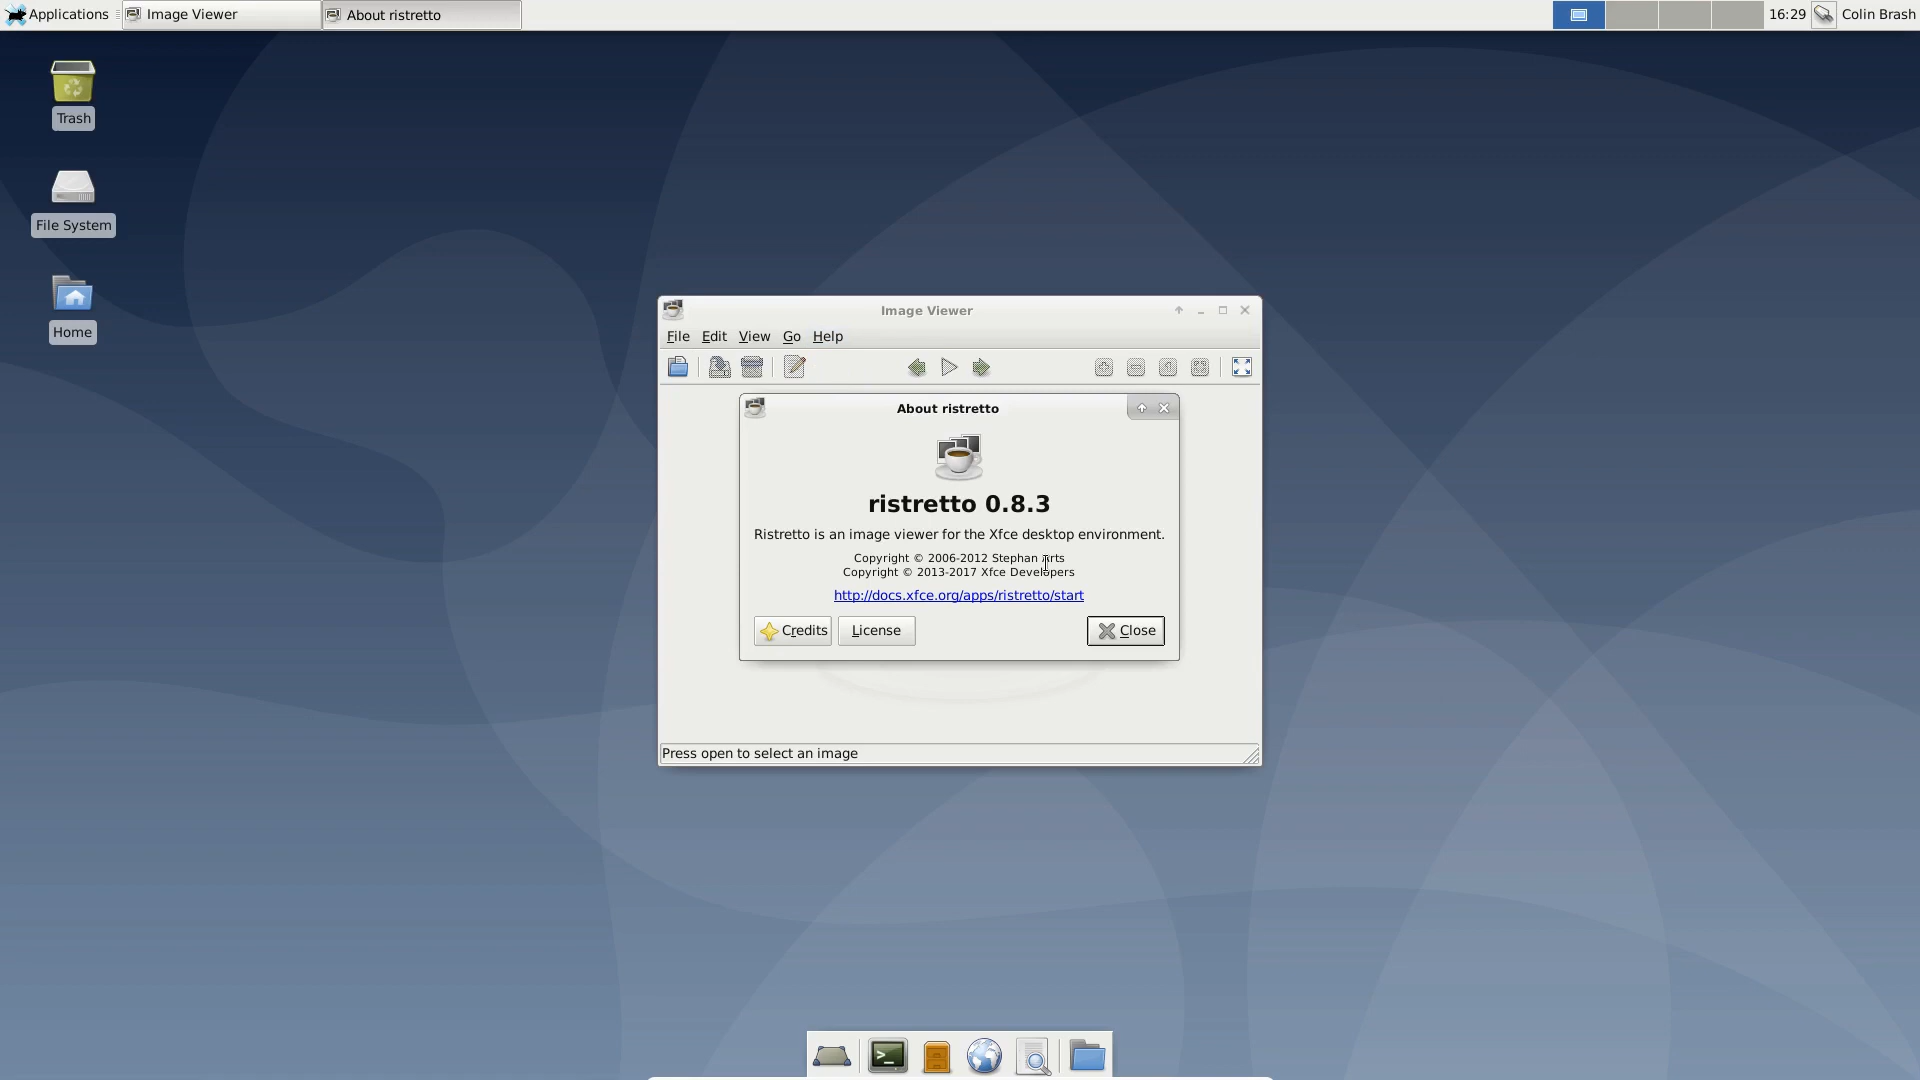 Applications
Image Viewer
About ristretto
16:29
Colin Brash
Trash
File System
Home
Image Viewer
File Edit View Go Help
About ristretto
ristretto 0.8.3
Ristretto is an image viewer for the Xfce desktop environment.
Copyright © 2006-2012 Stephan Arts
Copyright © 2013-2017 Xfce Developers
http://docs.xfce.org/apps/ristretto/start
Credits
License
Close
Press open to select an image